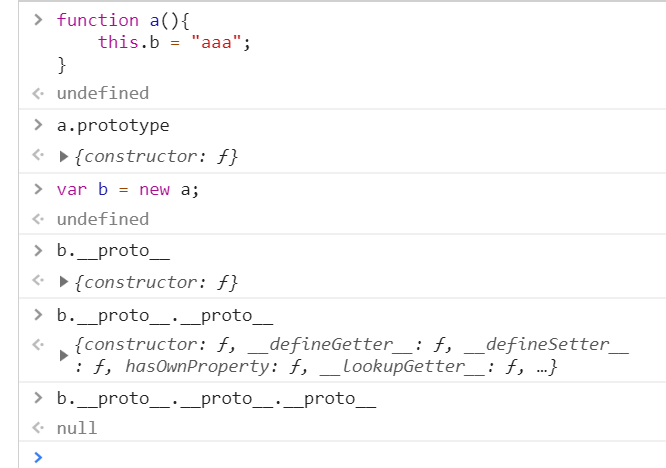 function a(){
this.b = "aaa";
}
undefined
a.prototype
{constructor: ƒ}
var b = new a;
undefined
b.__proto__
{constructor: ƒ}
b.__proto__.__proto__
{constructor: ƒ, __defineGetter__: ƒ, __defineSetter__
: ƒ, hasOwnProperty: ƒ, __lookupGetter__: ƒ, …}
b.__proto__.__proto__.__proto__
null